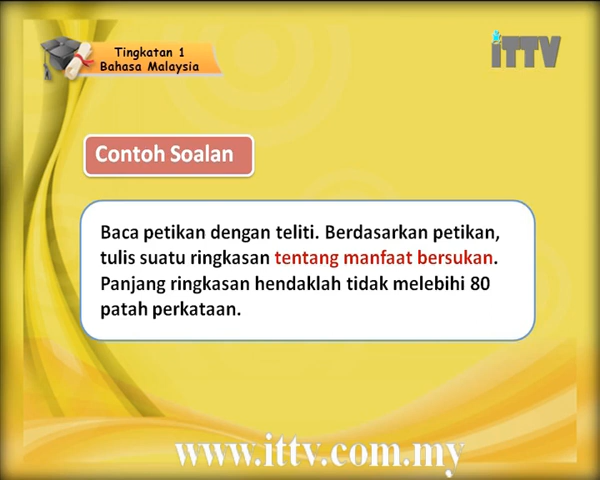 Tingkatan 1
Bahasa Malaysia
iTTV
Contoh Soalan
Baca petikan dengan teliti. Berdasarkan petikan,
tulis suatu ringkasan tentang manfaat bersukan.
Panjang ringkasan hendaklah tidak melebihi 80
patah perkataan.
www.ittv.com.my